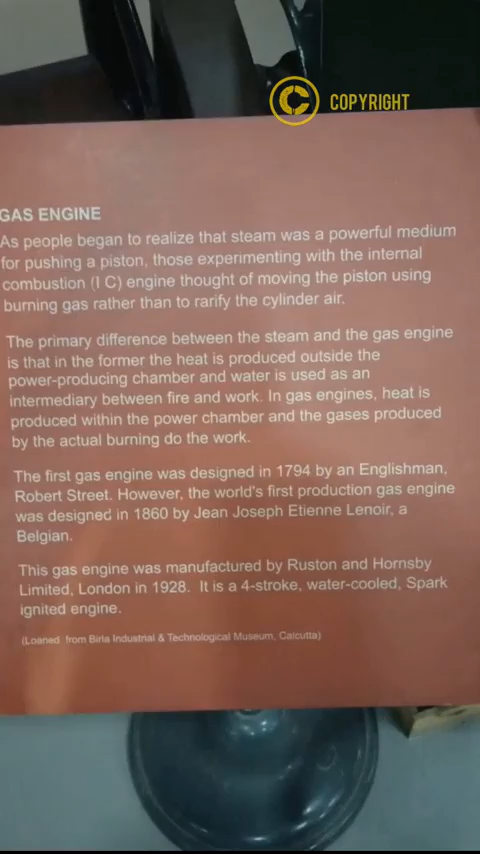 C COPYRIGHT
GAS ENGINE
As people began to realize that steam was a powerful medium
for pushing a piston, those experimenting with the internal
combustion (I C) engine thought of moving the piston using
burning gas rather than to rarify the cylinder air.
The primary difference between the steam and the gas engine
is that in the former the heat is produced outside the
power-producing chamber and water is used as an
intermediary between fire and work. In gas engines, heat is
produced within the power chamber and the gases produced
by the actual burning do the work.
The first gas engine was designed in 1794 by an Englishman,
Robert Street. However, the world's first production gas engine
was designed in 1860 by Jean Joseph Etienne Lenoir, a
Belgian.
This gas engine was manufactured by Ruston and Hornsby
Limited, London in 1928. It is a 4-stroke, water-cooled, Spark
ignited engine.
(Loaned from Birla Industrial & Technological Museum, Calcutta)